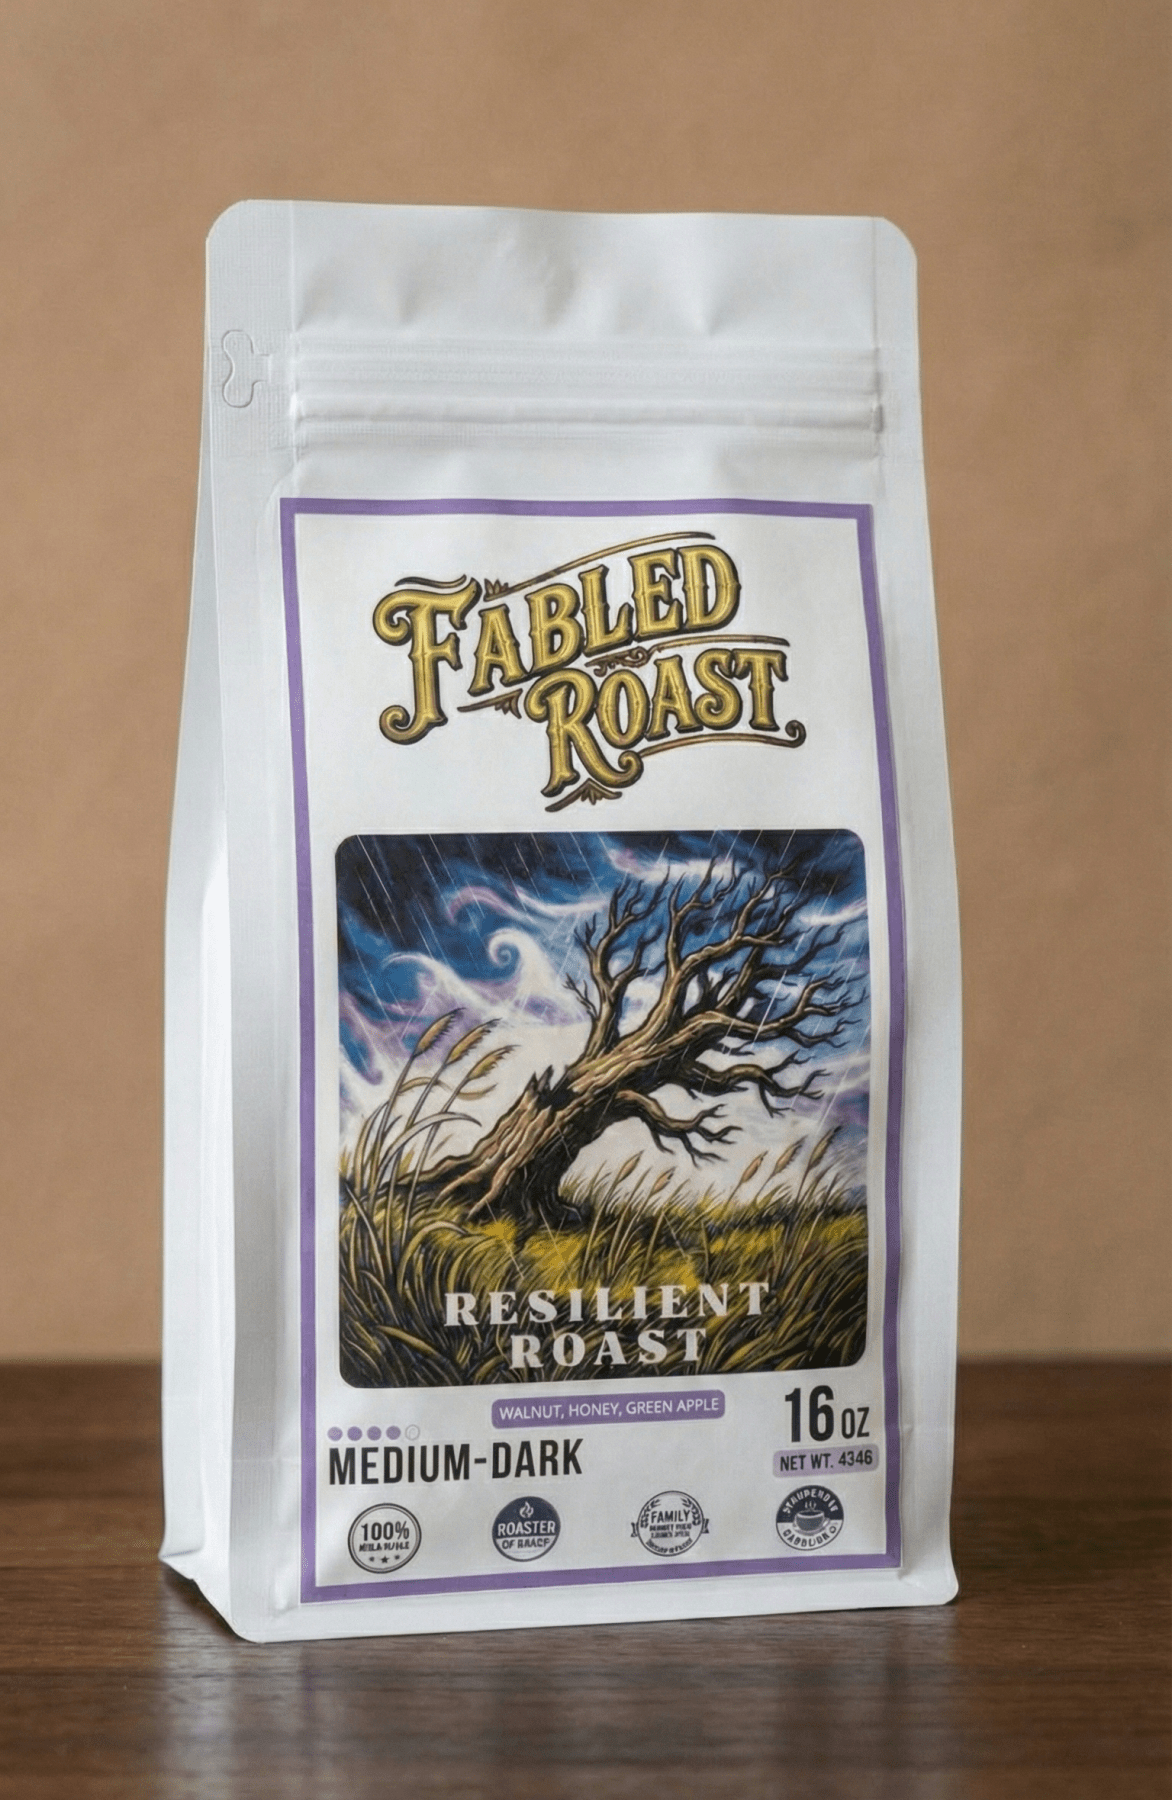 FABLED
ROAST
RESILIENT
ROAST
WALNUT, HONEY, GREEN APPLE
16 OZ
MEDIUM-DARK
NET WT. 4346
100%
ROASTER
FAMILY